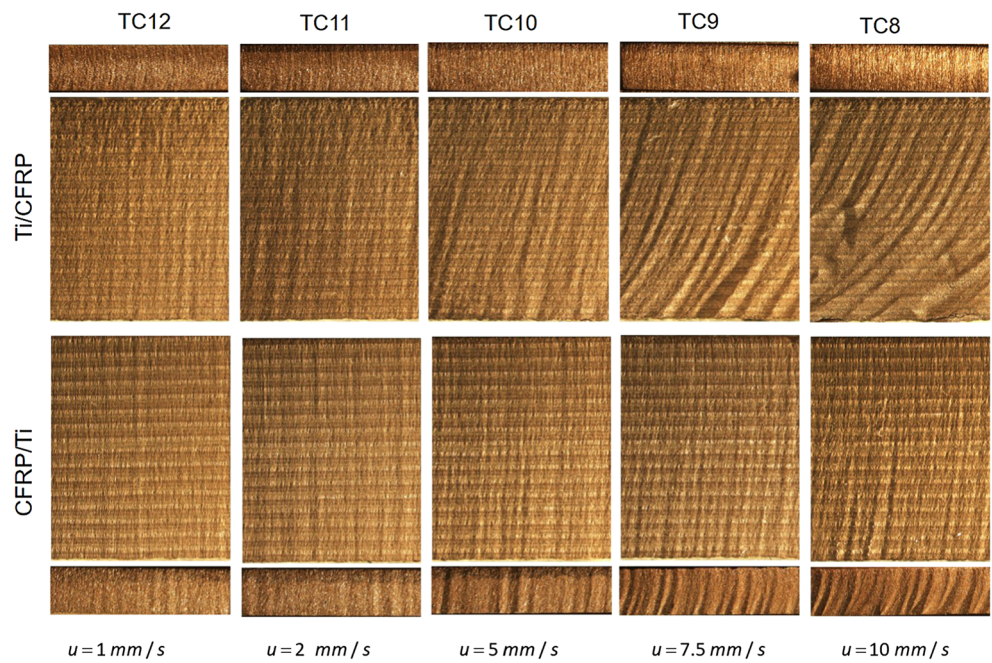 TC12 TC11 TC10 TC9 TC8
Ti/CFRP
CFRP/Ti
u = 1 mm / s u = 2 mm / s u = 5 mm / s u = 7.5 mm / s u = 10 mm / s